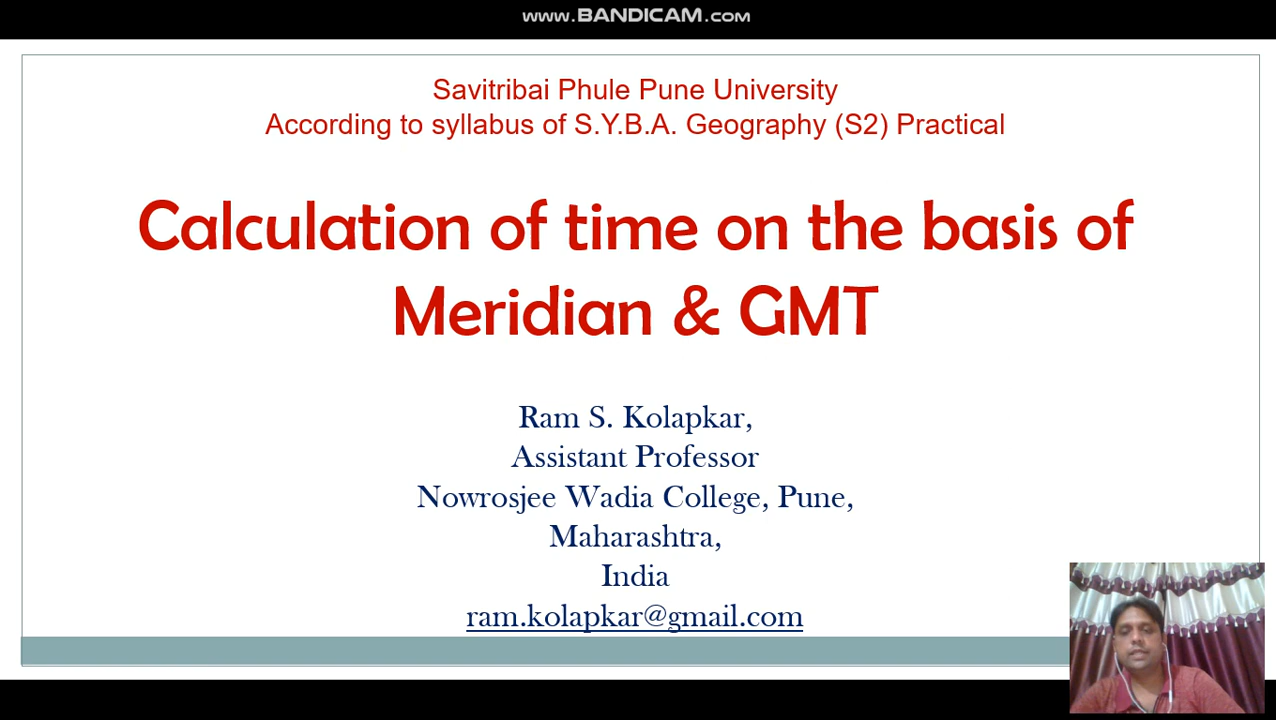 www.BANDICAM.com
Savitribai Phule Pune University
According to syllabus of S.Y.B.A. Geography (S2) Practical
Calculation of time on the basis of
Meridian & GMT
Ram S. Kolapkar,
Assistant Professor
Nowrosjee Wadia College, Pune,
Maharashtra,
India
ram.kolapkar@gmail.com